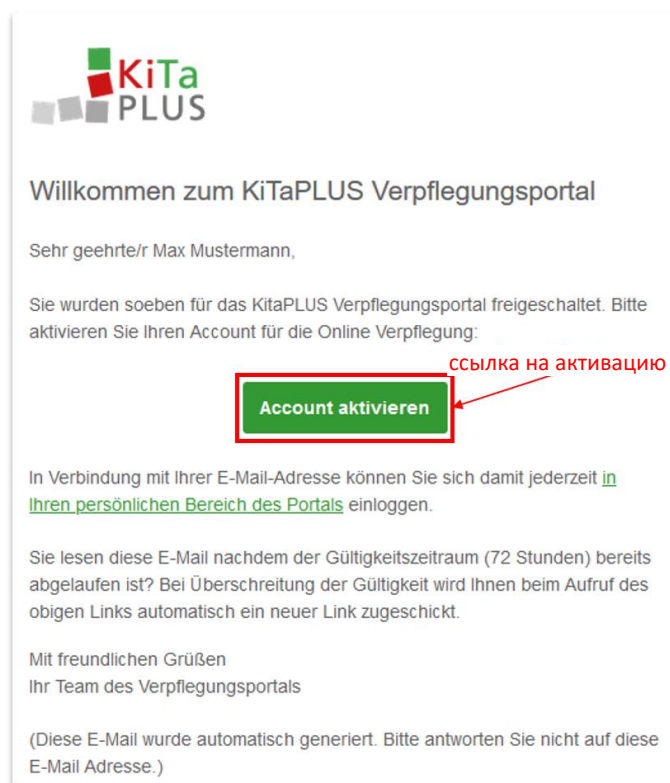 KiTa
PLUS
Willkommen zum KiTaPLUS Verpflegungsportal
Sehr geehrte/r Max Mustermann,
Sie wurden soeben für das KitaPLUS Verpflegungsportal freigeschaltet. Bitte
aktivieren Sie Ihren Account für die Online Verpflegung:
ссылка на активацию
Account aktivieren
In Verbindung mit Ihrer E-Mail-Adresse können Sie sich damit jederzeit in
Ihren persönlichen Bereich des Portals einloggen.
Sie lesen diese E-Mail nachdem der Gültigkeitszeitraum (72 Stunden) bereits
abgelaufen ist? Bei Überschreitung der Gültigkeit wird Ihnen beim Aufruf des
obigen Links automatisch ein neuer Link zugeschickt.
Mit freundlichen Grüßen
Ihr Team des Verpflegungsportals
(Diese E-Mail wurde automatisch generiert. Bitte antworten Sie nicht auf diese
E-Mail Adresse.)